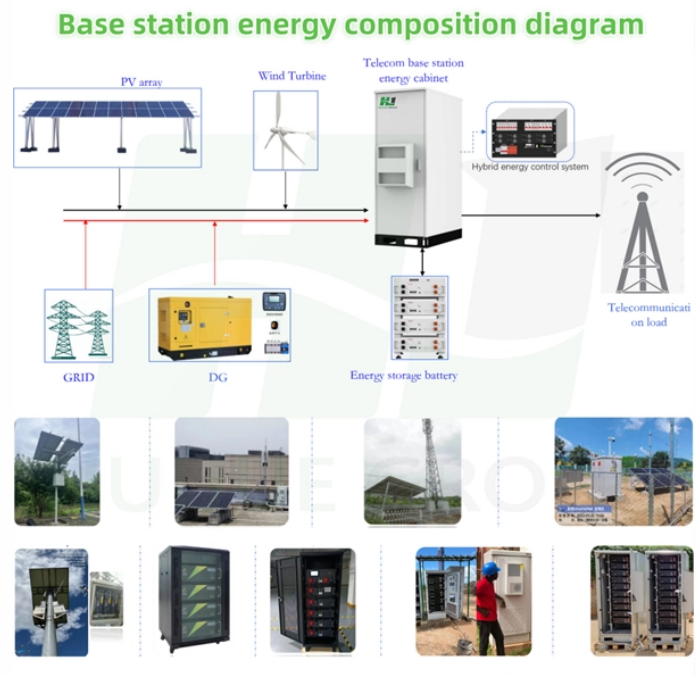 Base station energy composition diagram
Telecom base station
energy cabinet
PV array
Wind Turbine
HJ
Hybrid energy control system
Telecommunicati
on load
GRID
DG
Energy storage battery